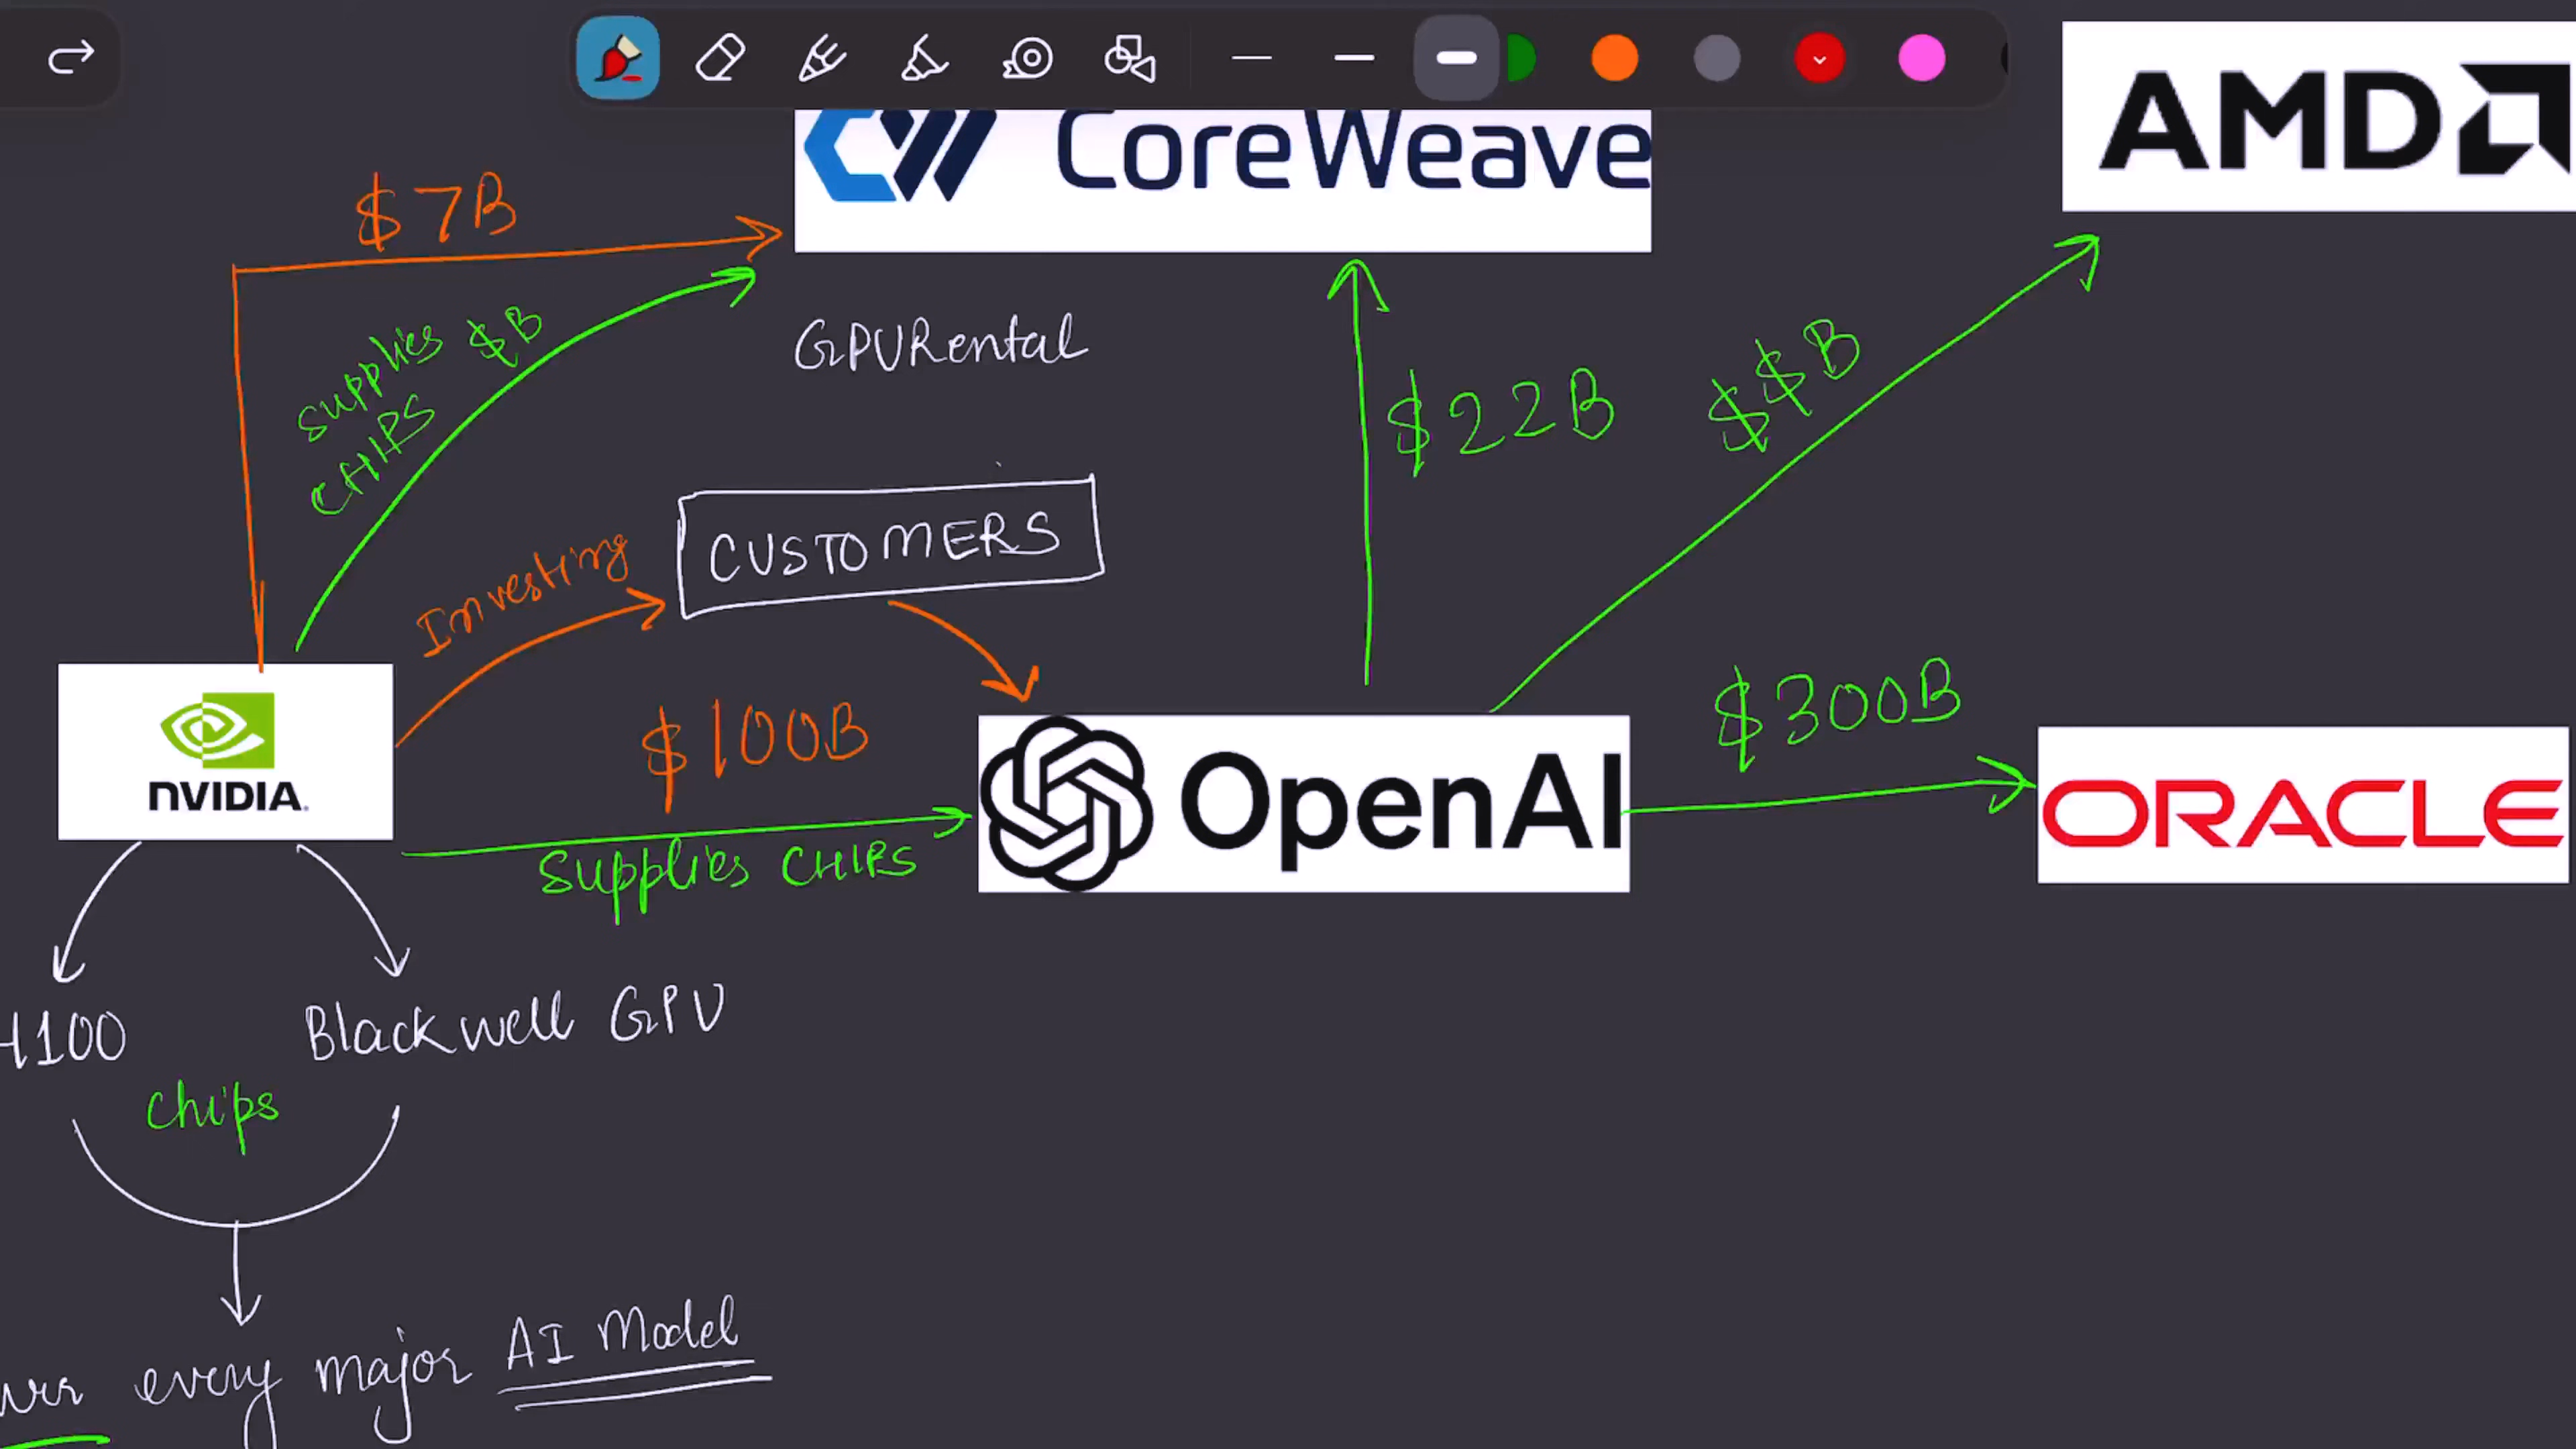 CoreWeave
AMD
$7B
GPU Rental
Supplies $B
CHIPS
$22B
$$B
CUSTOMERS
Investing
NVIDIA.
$100B
OpenAI
$300B
ORACLE
Supplies CHIPS
H100
Blackwell GPU
Chips
every major AI Model